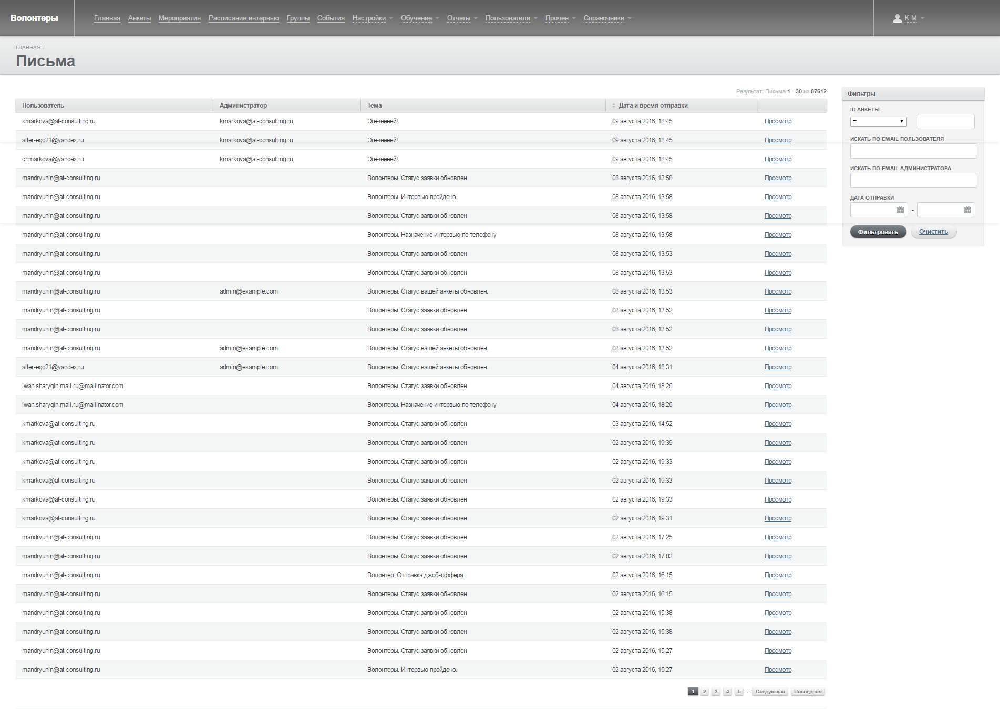 Волонтеры Главная Анкеты Мероприятия Расписание интервью Группы События Настройки Обучение Отчеты Пользователи Прочее Справочники К М
ГЛАВНАЯ /
Письма
Результат: Письма 1 - 30 из 87612
Пользователь Администратор Тема Дата и время отправки
kmarkova@at-consulting.ru kmarkova@at-consulting.ru Эге-геееей! 09 августа 2016, 18:45 Просмотр
alter-ego21@yandex.ru kmarkova@at-consulting.ru Эге-геееей! 09 августа 2016, 18:45 Просмотр
chmarkova@yandex.ru kmarkova@at-consulting.ru Эге-геееей! 09 августа 2016, 18:45 Просмотр
mandryunin@at-consulting.ru Волонтеры. Статус заявки обновлен 08 августа 2016, 13:58 Просмотр
mandryunin@at-consulting.ru Волонтеры. Интервью пройдено. 08 августа 2016, 13:58 Просмотр
mandryunin@at-consulting.ru Волонтеры. Статус заявки обновлен 08 августа 2016, 13:58 Просмотр
mandryunin@at-consulting.ru Волонтеры. Назначение интервью по телефону 08 августа 2016, 13:58 Просмотр
mandryunin@at-consulting.ru Волонтеры. Статус заявки обновлен 08 августа 2016, 13:53 Просмотр
mandryunin@at-consulting.ru Волонтеры. Статус заявки обновлен 08 августа 2016, 13:53 Просмотр
mandryunin@at-consulting.ru admin@example.com Волонтеры. Статус вашей анкеты обновлен. 08 августа 2016, 13:53 Просмотр
mandryunin@at-consulting.ru Волонтеры. Статус заявки обновлен 08 августа 2016, 13:52 Просмотр
mandryunin@at-consulting.ru Волонтеры. Статус заявки обновлен 08 августа 2016, 13:52 Просмотр
mandryunin@at-consulting.ru admin@example.com Волонтеры. Статус вашей анкеты обновлен. 08 августа 2016, 13:52 Просмотр
alter-ego21@yandex.ru admin@example.com Волонтеры. Статус вашей анкеты обновлен. 04 августа 2016, 18:31 Просмотр
iwan.sharygin.mail.ru@mailinator.com Волонтеры. Статус заявки обновлен 04 августа 2016, 18:26 Просмотр
iwan.sharygin.mail.ru@mailinator.com Волонтеры. Назначение интервью по телефону 04 августа 2016, 18:26 Просмотр
kmarkova@at-consulting.ru Волонтеры. Статус заявки обновлен 03 августа 2016, 14:52 Просмотр
kmarkova@at-consulting.ru Волонтеры. Статус заявки обновлен 02 августа 2016, 19:39 Просмотр
kmarkova@at-consulting.ru Волонтеры. Статус заявки обновлен 02 августа 2016, 19:33 Просмотр
kmarkova@at-consulting.ru Волонтеры. Статус заявки обновлен 02 августа 2016, 19:33 Просмотр
kmarkova@at-consulting.ru Волонтеры. Статус заявки обновлен 02 августа 2016, 19:33 Просмотр
kmarkova@at-consulting.ru Волонтеры. Статус заявки обновлен 02 августа 2016, 19:31 Просмотр
mandryunin@at-consulting.ru Волонтеры. Статус заявки обновлен 02 августа 2016, 17:25 Просмотр
mandryunin@at-consulting.ru Волонтеры. Статус заявки обновлен 02 августа 2016, 17:02 Просмотр
mandryunin@at-consulting.ru Волонтер. Отправка джоб-оффера 02 августа 2016, 16:15 Просмотр
mandryunin@at-consulting.ru Волонтеры. Статус заявки обновлен 02 августа 2016, 16:15 Просмотр
mandryunin@at-consulting.ru Волонтеры. Статус заявки обновлен 02 августа 2016, 15:38 Просмотр
mandryunin@at-consulting.ru Волонтеры. Статус заявки обновлен 02 августа 2016, 15:38 Просмотр
mandryunin@at-consulting.ru Волонтеры. Статус заявки обновлен 02 августа 2016, 15:27 Просмотр
mandryunin@at-consulting.ru Волонтеры. Интервью пройдено. 02 августа 2016, 15:27 Просмотр
1 2 3 4 5 ... Следующая Последняя
Фильтры
ID АНКЕТЫ
=
ИСКАТЬ ПО EMAIL ПОЛЬЗОВАТЕЛЯ
ИСКАТЬ ПО EMAIL АДМИНИСТРАТОРА
ДАТА ОТПРАВКИ
-
Фильтровать Очистить